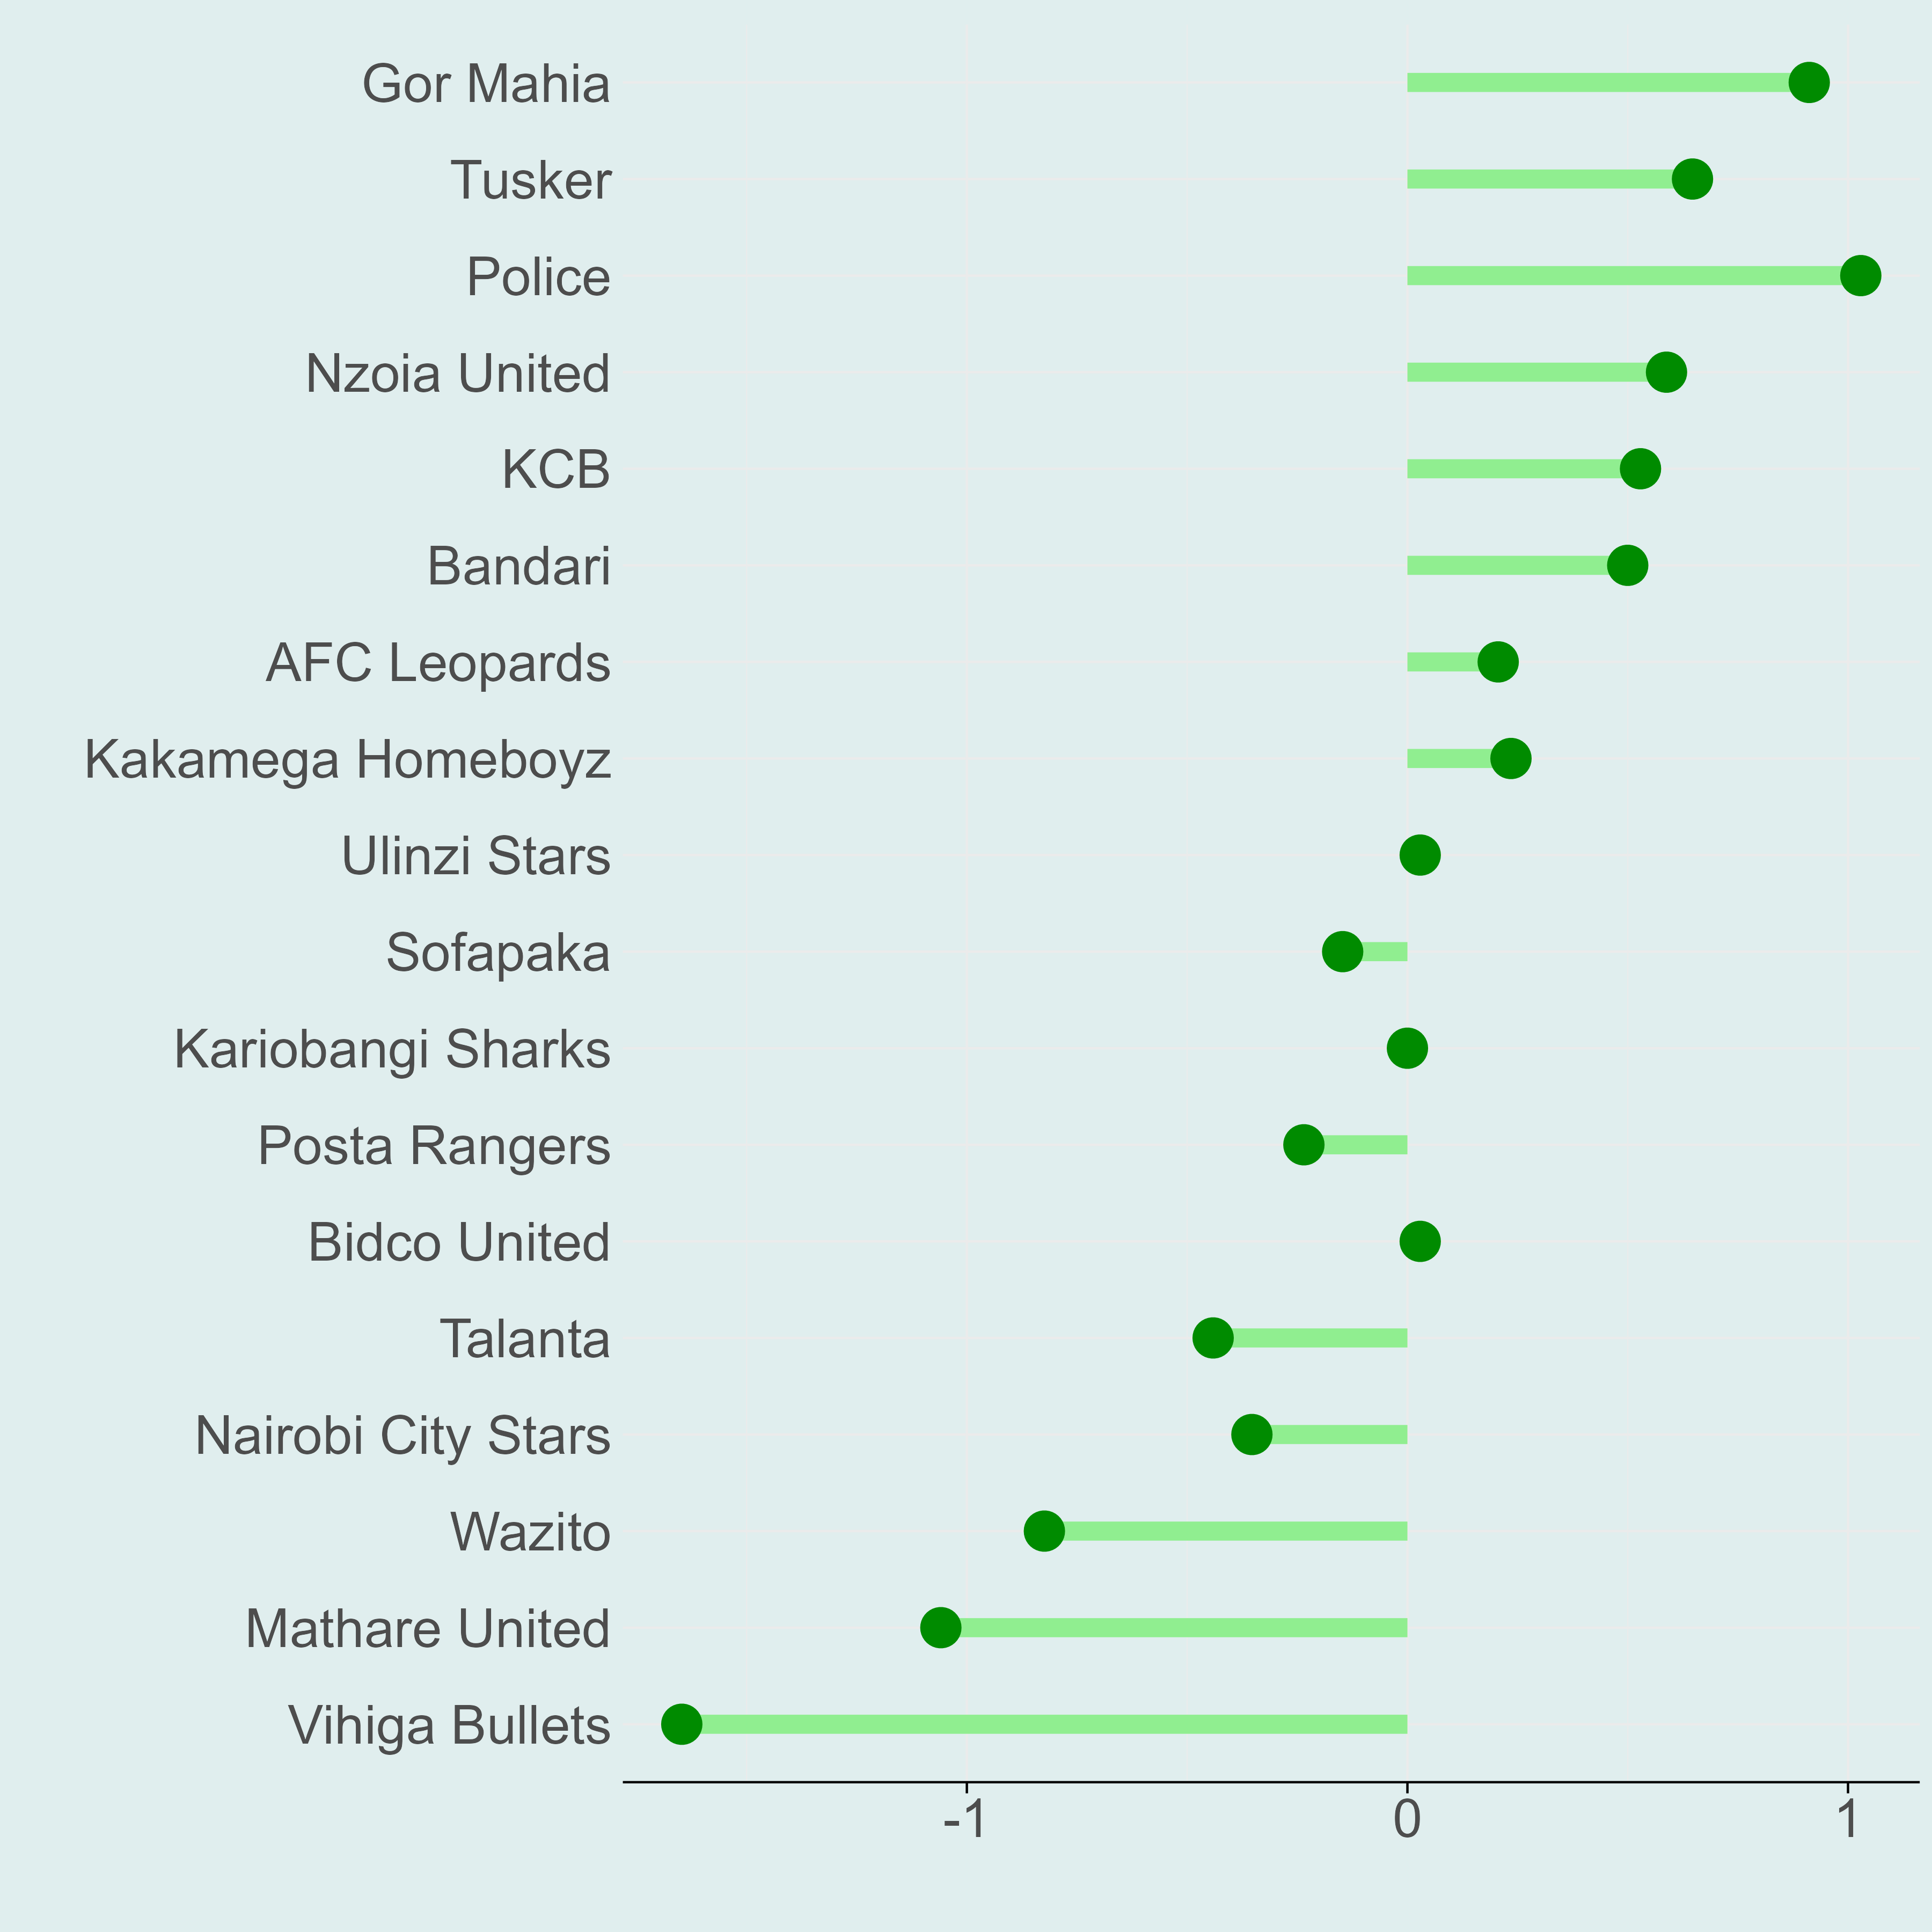 Gor Mahia
Tusker
Police
Nzoia United
KCB
Bandari
AFC Leopards
Kakamega Homeboyz
Ulinzi Stars
Sofapaka
Kariobangi Sharks
Posta Rangers
Bidco United
Talanta
Nairobi City Stars
Wazito
Mathare United
Vihiga Bullets
-1 0 1